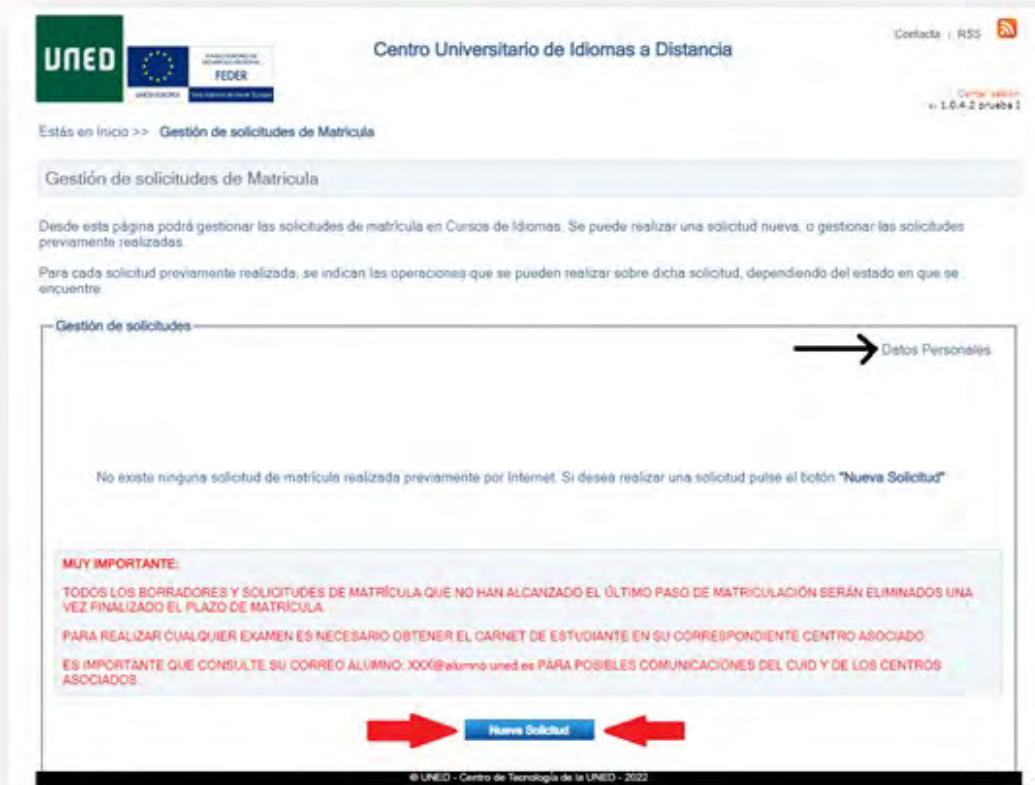 Contacta | RSS
UNED
Centro Universitario de Idiomas a Distancia
FEDER
UNIÓN EUROPEA
Cerrar sesión
v: 1.0.4.2 prueba 1
Estás en Inicio >> Gestión de solicitudes de Matricula
Gestión de solicitudes de Matricula
Desde esta página podrá gestionar las solicitudes de matrícula en Cursos de Idiomas. Se puede realizar una solicitud nueva, o gestionar las solicitudes
previamente realizadas.
Para cada solicitud previamente realizada, se indican las operaciones que se pueden realizar sobre dicha solicitud, dependiendo del estado en que se
encuentre.
Gestión de solicitudes
Datos Personales
No existe ninguna solicitud de matrícula realizada previamente por Internet. Si desea realizar una solicitud pulse el botón "Nueva Solicitud"
MUY IMPORTANTE:
TODOS LOS BORRADORES Y SOLICITUDES DE MATRÍCULA QUE NO HAN ALCANZADO EL ÚLTIMO PASO DE MATRICULACIÓN SERÁN ELIMINADOS UNA
VEZ FINALIZADO EL PLAZO DE MATRÍCULA.
PARA REALIZAR CUALQUIER EXAMEN ES NECESARIO OBTENER EL CARNET DE ESTUDIANTE EN SU CORRESPONDIENTE CENTRO ASOCIADO.
ES IMPORTANTE QUE CONSULTE SU CORREO ALUMNO: XXX@alumno.uned.es PARA POSIBLES COMUNICACIONES DEL CUID Y DE LOS CENTROS
ASOCIADOS.
Nueva Solicitud
© UNED - Centro de Tecnología de la UNED - 2022